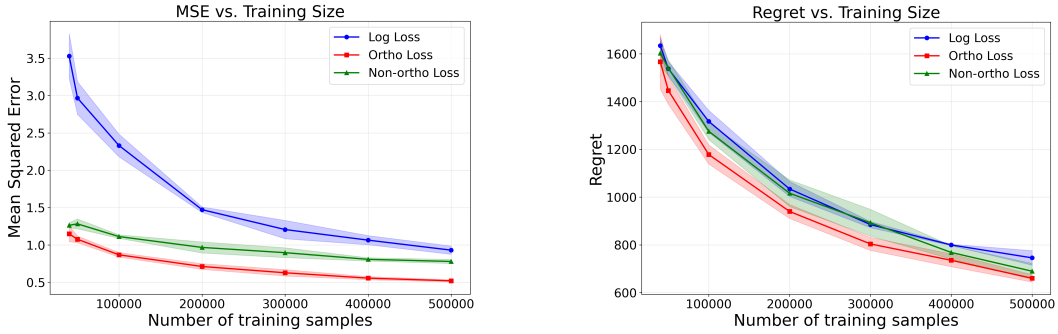 MSE vs. Training Size
Log Loss
Ortho Loss
Non-ortho Loss
Mean Squared Error
3.5
3.0
2.5
2.0
1.5
1.0
0.5
100000 200000 300000 400000 500000
Number of training samples
Regret vs. Training Size
Log Loss
Ortho Loss
Non-ortho Loss
Regret
1600
1400
1200
1000
800
600
100000 200000 300000 400000 500000
Number of training samples